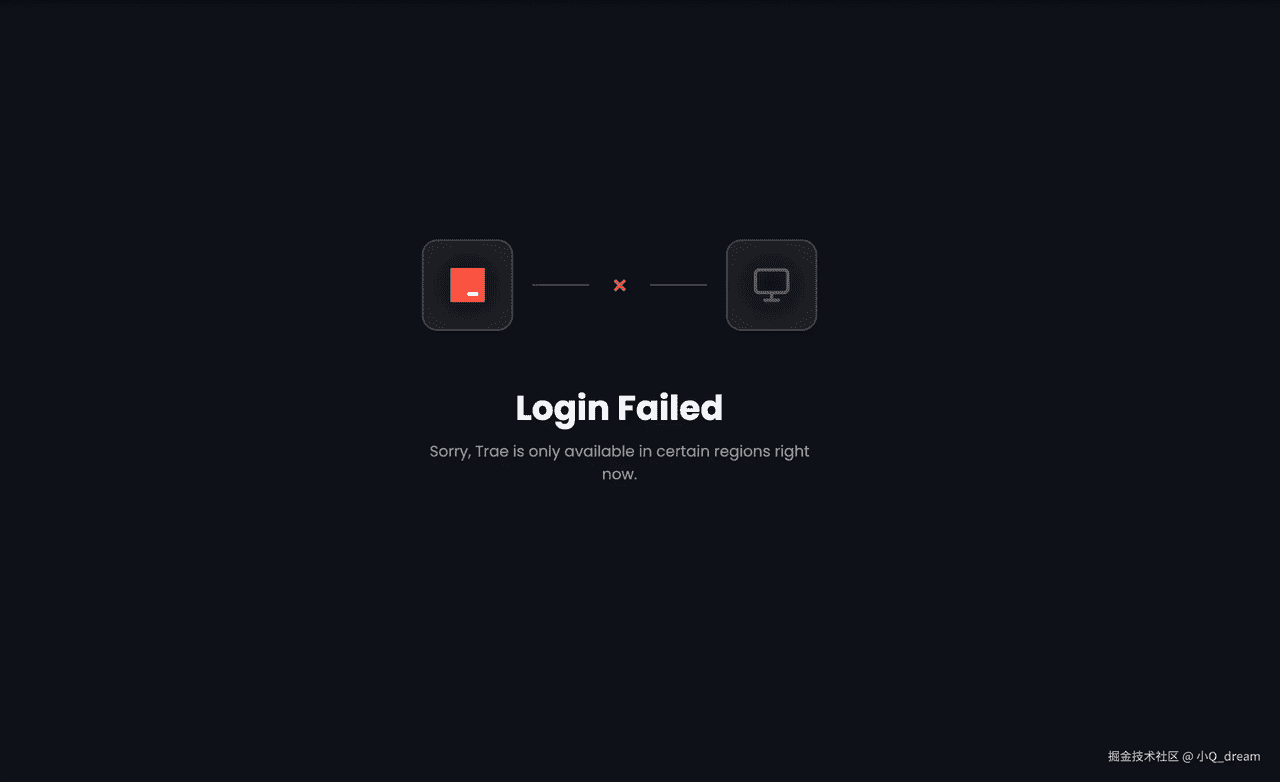 Login Failed
Sorry, Trae is only available in certain regions right
now.
掘金技术社区 @ 小Q_dream